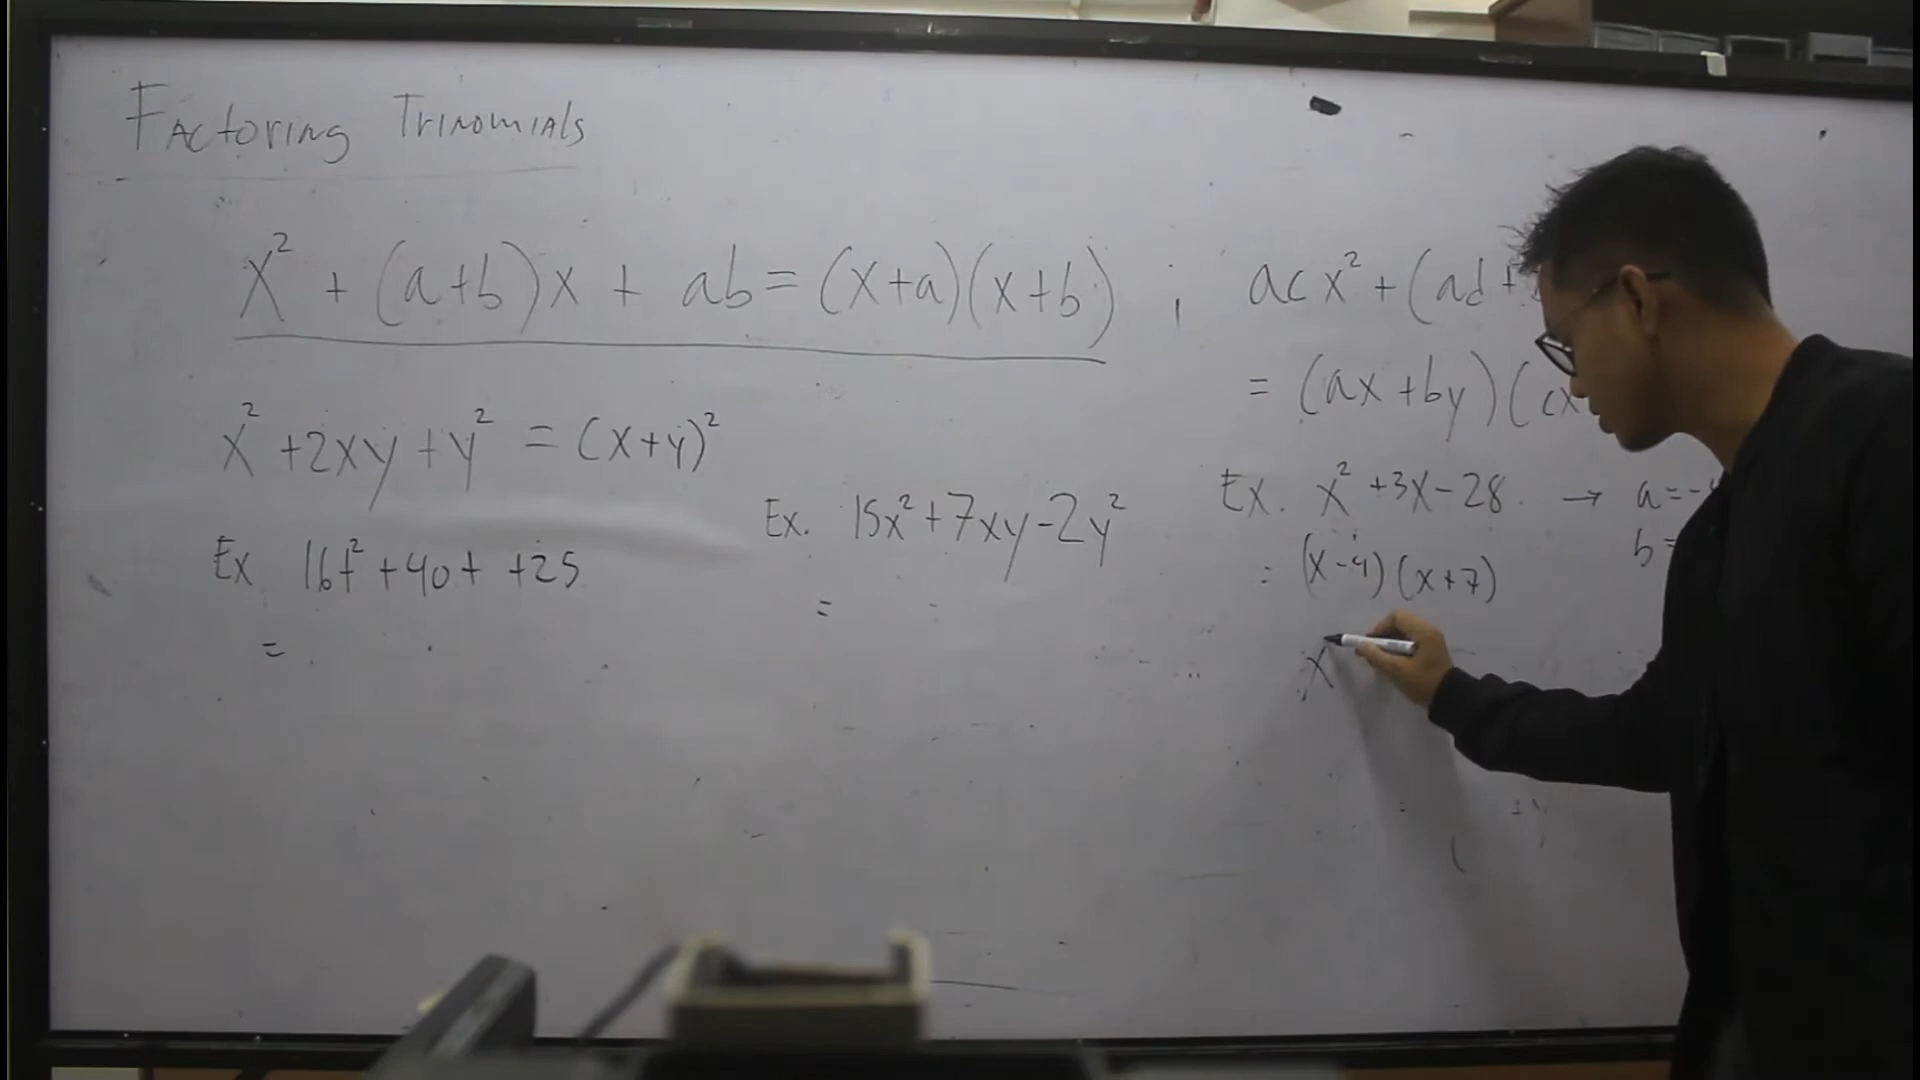 Factoring Trinomials
x² + (a+b)x + ab = (x+a)(x+b) ; acx² + (ad +
= (ax + by)(cx
x² + 2xy + y² = (x+y)²
Ex 16t² + 40t + 25
=
Ex. 15x² + 7xy - 2y²
=
Ex. x² + 3x - 28 → a = -
b =
= (x-4)(x+7)
x